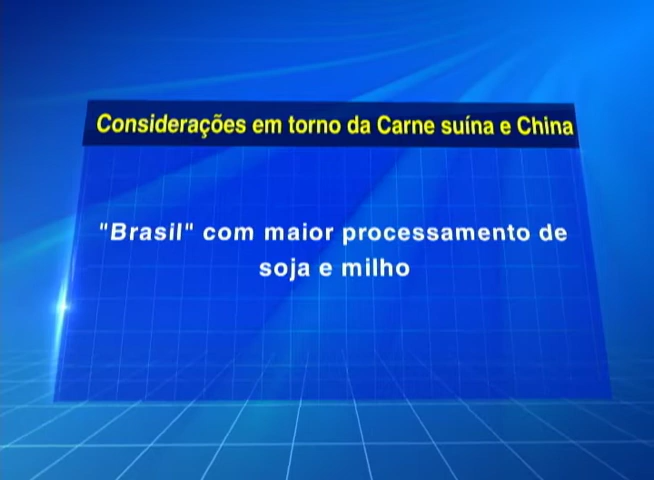 Considerações em torno da Carne suína e China
"Brasil" com maior processamento de
soja e milho